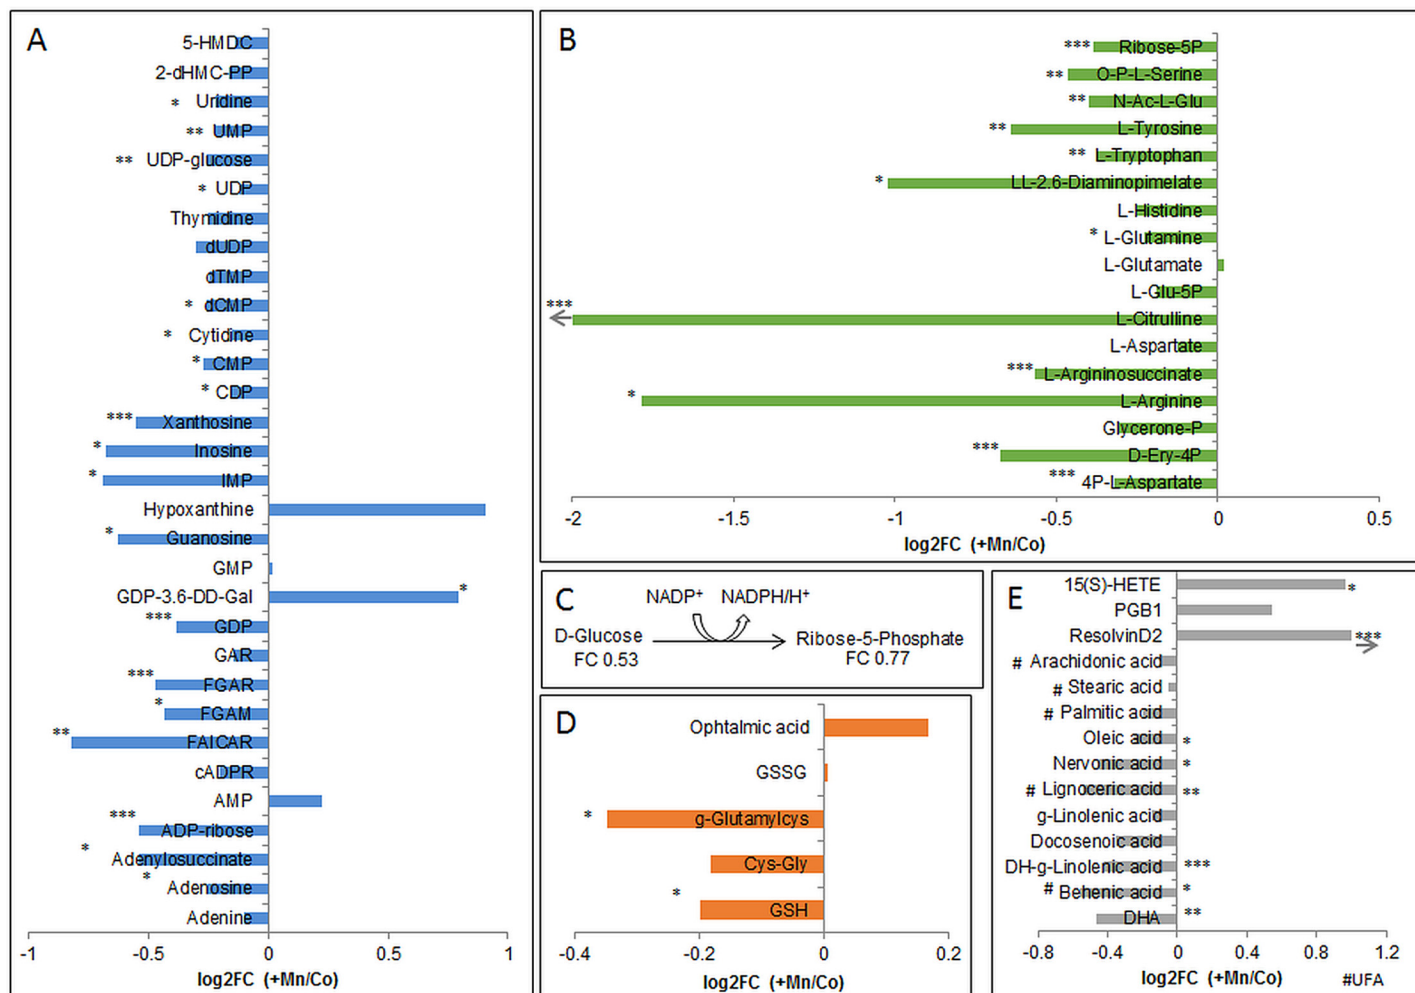 A
5-HMDC
2-dHMC-PP
* Uridine
** UMP
** UDP-glucose
* UDP
Thymidine
dUDP
dTMP
* dCMP
* Cytidine
* CMP
* CDP
*** Xanthosine
* Inosine
* IMP
Hypoxanthine
* Guanosine
GMP
GDP-3.6-DD-Gal *
*** GDP
GAR
*** FGAR
* FGAM
** FAICAR
cADPR
AMP
*** ADP-ribose
* Adenylosuccinate
* Adenosine
Adenine
-1 -0.5 0 0.5 1
log2FC (+Mn/Co)
B
*** Ribose-5P
** O-P-L-Serine
** N-Ac-L-Glu
** L-Tyrosine
** L-Tryptophan
* LL-2.6-Diaminopimelate
L-Histidine
* L-Glutamine
L-Glutamate
L-Glu-5P
*** L-Citrulline
L-Aspartate
*** L-Argininosuccinate
* L-Arginine
Glycerone-P
*** D-Ery-4P
*** 4P-L-Aspartate
-2 -1.5 -1 -0.5 0 0.5
log2FC (+Mn/Co)
C
NADP⁺ NADPH/H⁺
D-Glucose Ribose-5-Phosphate
FC 0.53 FC 0.77
D
Ophtalmic acid
GSSG
* g-Glutamylcys
Cys-Gly
* GSH
-0.4 -0.2 0 0.2
log2FC (+Mn/Co)
E
15(S)-HETE *
PGB1
ResolvinD2 ***
# Arachidonic acid
# Stearic acid
# Palmitic acid
Oleic acid *
Nervonic acid *
# Lignoceric acid **
g-Linolenic acid
Docosenoic acid
DH-g-Linolenic acid ***
# Behenic acid *
DHA **
-0.8 -0.4 0 0.4 0.8 1.2
log2FC (+Mn/Co) #UFA